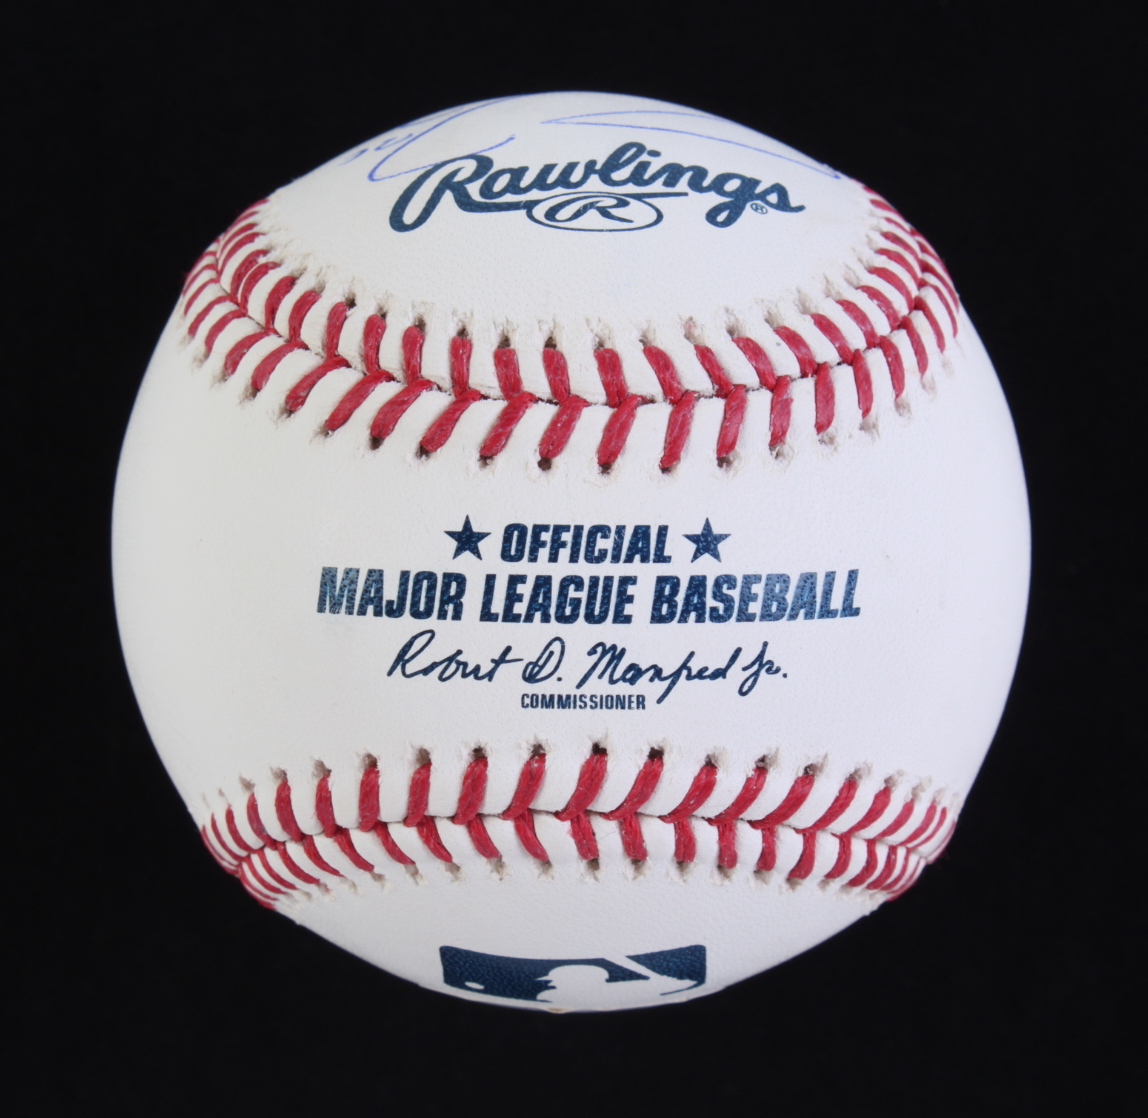 Rawlings
R ®
★ OFFICIAL ★
MAJOR LEAGUE BASEBALL
Robert D. Manfred Jr.
COMMISSIONER